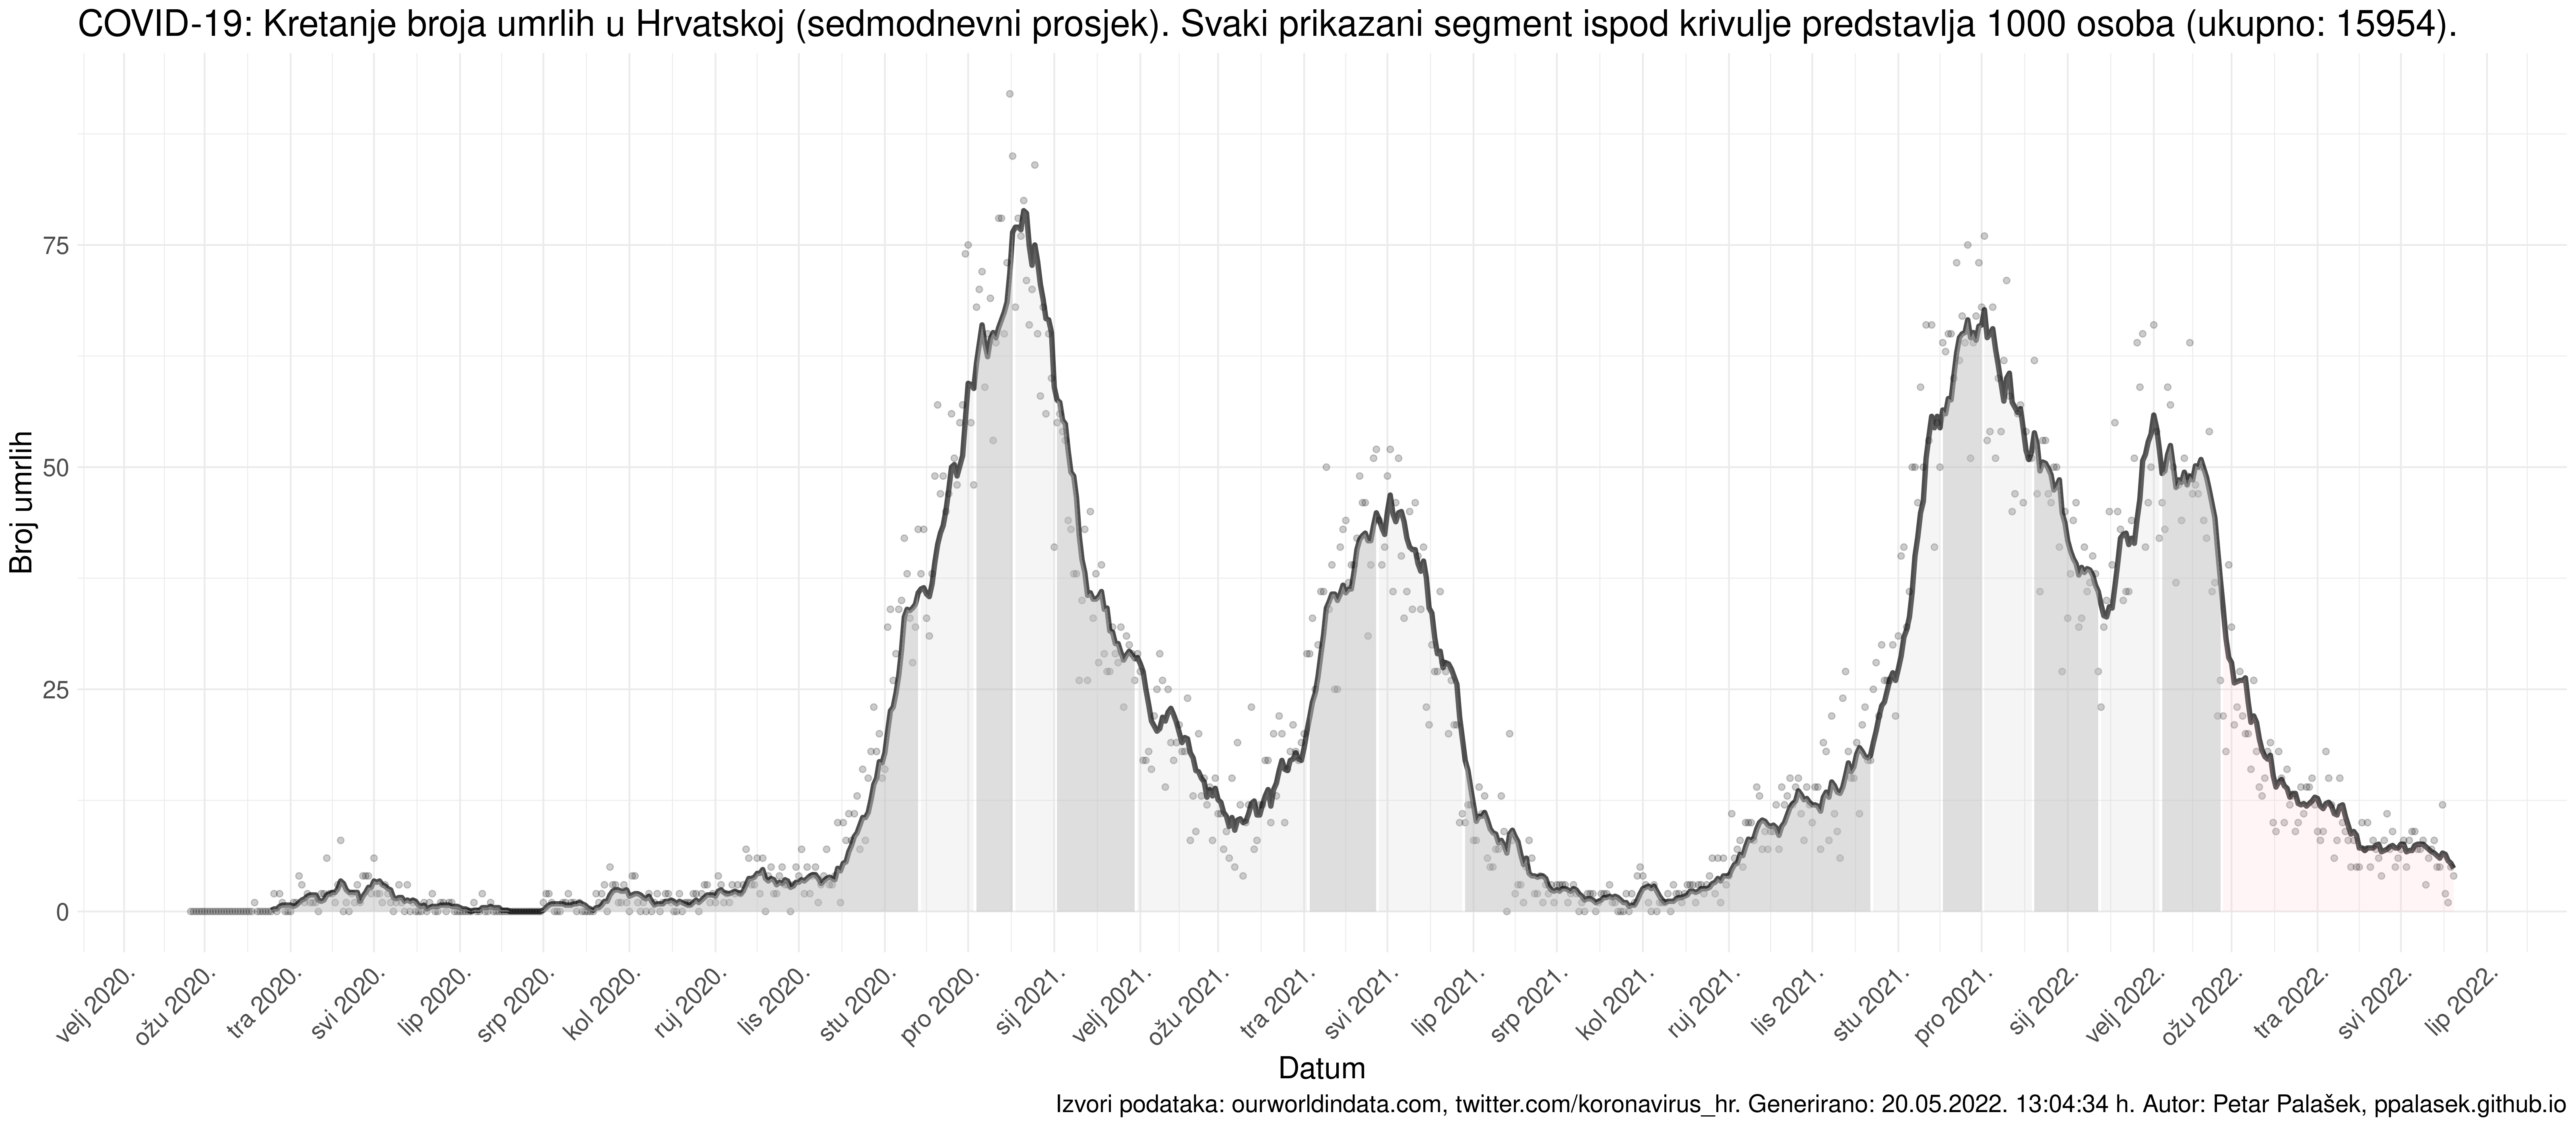 COVID-19: Kretanje broja umrlih u Hrvatskoj (sedmodnevni prosjek). Svaki prikazani segment ispod krivulje predstavlja 1000 osoba (ukupno: 15954).
Broj umrlih
75
50
25
0
velj 2020.
ožu 2020.
tra 2020.
svi 2020.
lip 2020.
srp 2020.
kol 2020.
ruj 2020.
lis 2020.
stu 2020.
pro 2020.
sij 2021.
velj 2021.
ožu 2021.
tra 2021.
svi 2021.
lip 2021.
srp 2021.
kol 2021.
ruj 2021.
lis 2021.
stu 2021.
pro 2021.
sij 2022.
velj 2022.
ožu 2022.
tra 2022.
svi 2022.
lip 2022.
Datum
Izvori podataka: ourworldindata.com, twitter.com/koronavirus_hr. Generirano: 20.05.2022. 13:04:34 h. Autor: Petar Palašek, ppalasek.github.io